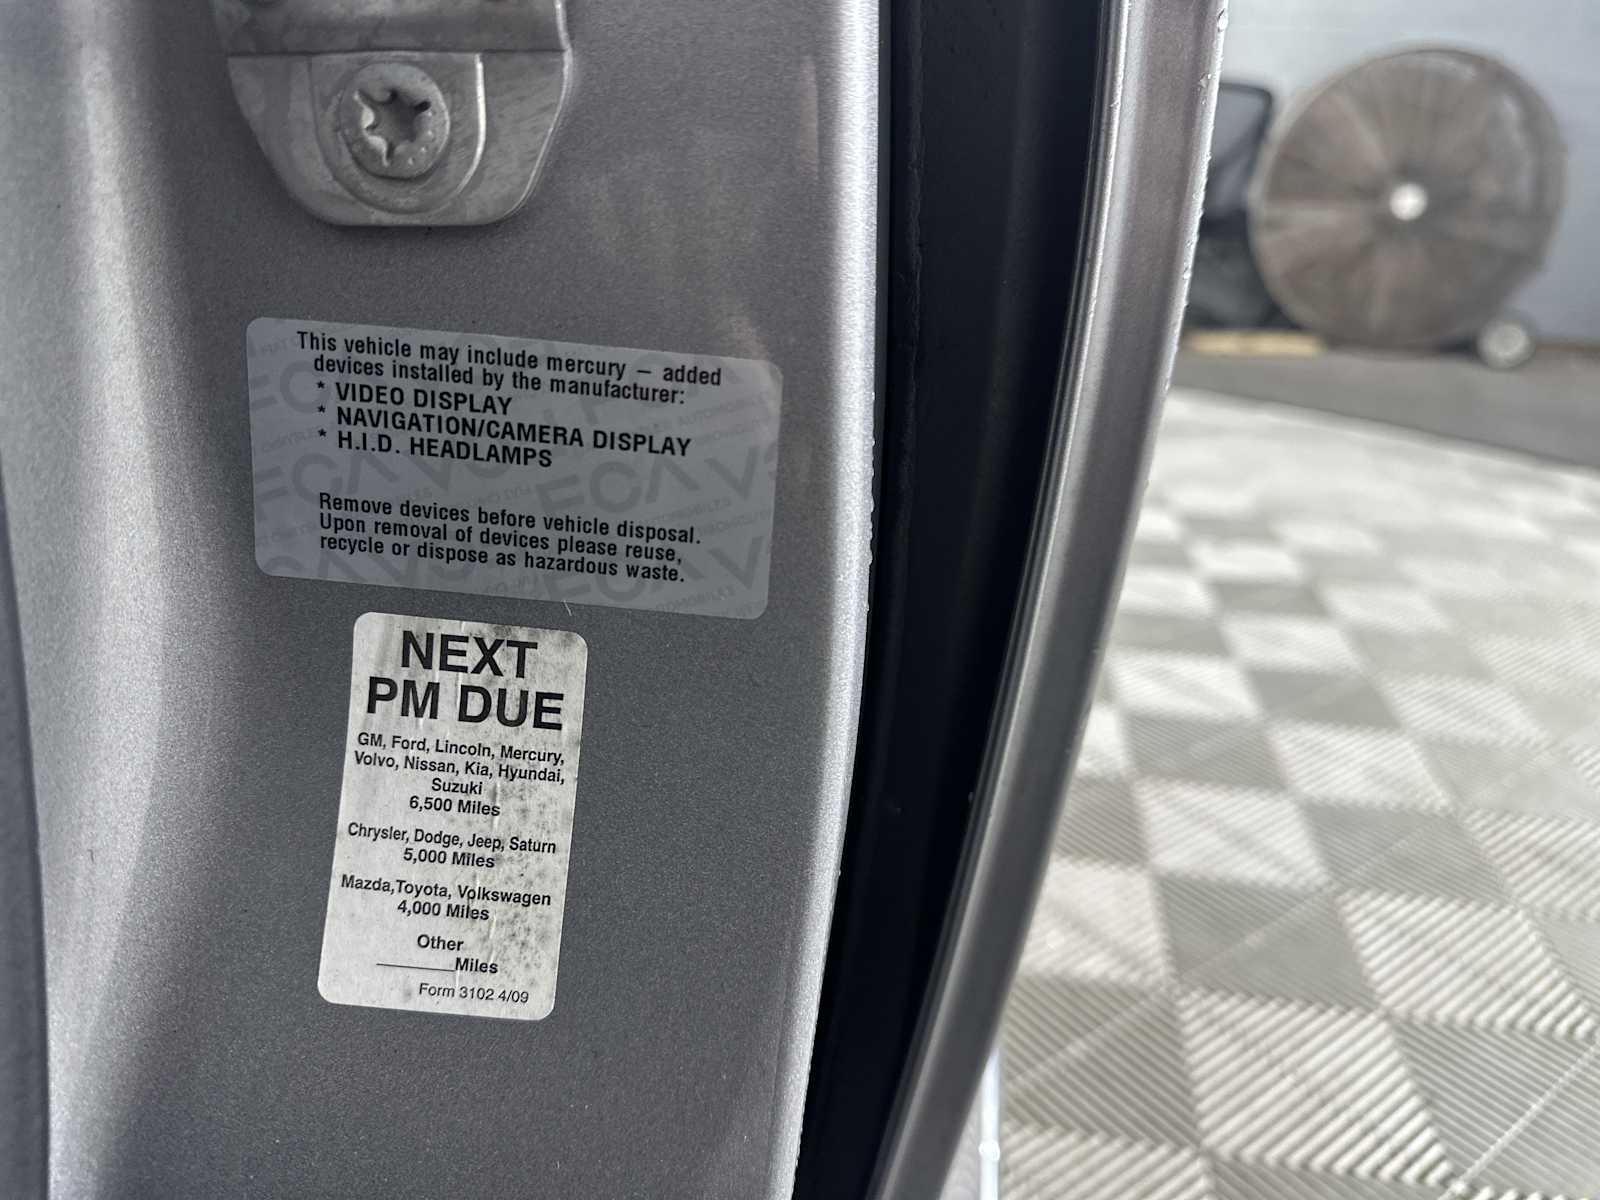 This vehicle may include mercury – added
devices installed by the manufacturer:
* VIDEO DISPLAY
* NAVIGATION/CAMERA DISPLAY
* H.I.D. HEADLAMPS
Remove devices before vehicle disposal.
Upon removal of devices please reuse,
recycle or dispose as hazardous waste.
NEXT
PM DUE
GM, Ford, Lincoln, Mercury,
Volvo, Nissan, Kia, Hyundai,
Suzuki
6,500 Miles
Chrysler, Dodge, Jeep, Saturn
5,000 Miles
Mazda,Toyota, Volkswagen
4,000 Miles
Other
________Miles
Form 3102 4/09